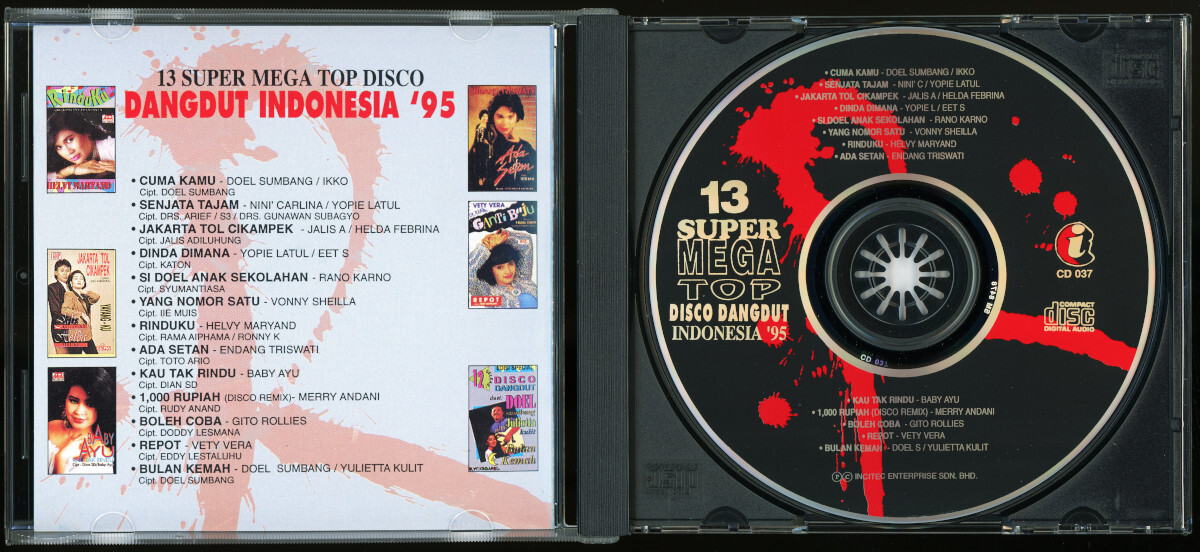 13 SUPER MEGA TOP DISCO
DANGDUT INDONESIA '95
• CUMA KAMU - DOEL SUMBANG / IKKO
Cipt. DOEL SUMBANG
• SENJATA TAJAM - NINI' CARLINA / YOPIE LATUL
Cipt. DRS. ARIEF / S3 / DRS. GUNAWAN SUBAGYO
• JAKARTA TOL CIKAMPEK - JALIS A / HELDA FEBRINA
Cipt. JALIS ADILUHUNG
• DINDA DIMANA - YOPIE LATUL / EET S
Cipt. KATON
• SI DOEL ANAK SEKOLAHAN - RANO KARNO
Cipt. SYUMANTIASA
• YANG NOMOR SATU - VONNY SHEILLA
Cipt. IIÉ MUIS
• RINDUKU - HELVY MARYAND
Cipt. RAMA AIPHAMA / RONNY K
• ADA SETAN - ENDANG TRISWATI
Cipt. TOTO ARIO
• KAU TAK RINDU - BABY AYU
Cipt. DIAN SD
• 1,000 RUPIAH (DISCO REMIX)- MERRY ANDANI
Cipt. RUDY ANAND
• BOLEH COBA - GITO ROLLIES
Cipt. DODDY LESMANA
• REPOT - VETY VERA
Cipt. EDDY LESTALUHU
• BULAN KEMAH - DOEL SUMBANG / YULIETTA KULIT
Cipt. DOEL SUMBANG
Rinduku
HELVY MARYAND
JAKARTA TOL
CIKAMPEK
BABY
AYU
Ada
Setan
VETY VERA
GANTI BAJU
REPOT
12 DISCO
DANGDUT
DOEL
Sumbang
kulit
Bulan
Kemah
• CUMA KAMU - DOEL SUMBANG / IKKO
• SENJATA TAJAM - NINI' C / YOPIE LATUL
• JAKARTA TOL CIKAMPEK - JALIS A / HELDA FEBRINA
• DINDA DIMANA - YOPIE L / EET S
• SI DOEL ANAK SEKOLAHAN - RANO KARNO
• YANG NOMOR SATU - VONNY SHEILLA
• RINDUKU - HELVY MARYAND
• ADA SETAN - ENDANG TRISWATI
13
SUPER
MEGA
TOP
DISCO DANGDUT
INDONESIA '95
CD 037
COMPACT
disc
DIGITAL AUDIO
• KAU TAK RINDU - BABY AYU
• 1,000 RUPIAH (DISCO REMIX) - MERRY ANDANI
• BOLEH COBA - GITO ROLLIES
• REPOT - VETY VERA
• BULAN KEMAH - DOEL S / YULIETTA KULIT
Ⓟ Ⓒ INCITEC ENTERPRISE SDN. BHD.